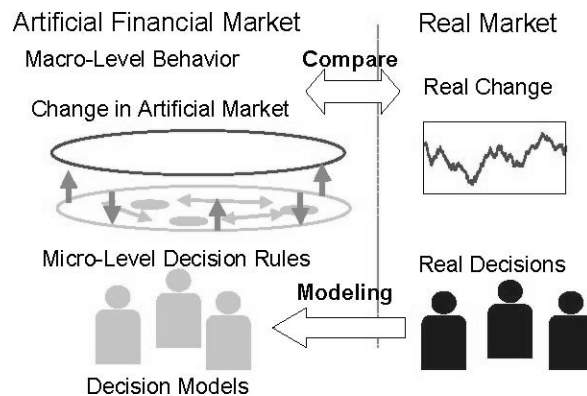 Artificial Financial Market
Real Market
Macro-Level Behavior
Compare
Real Change
Change in Artificial Market
Micro-Level Decision Rules
Real Decisions
Modeling
Decision Models